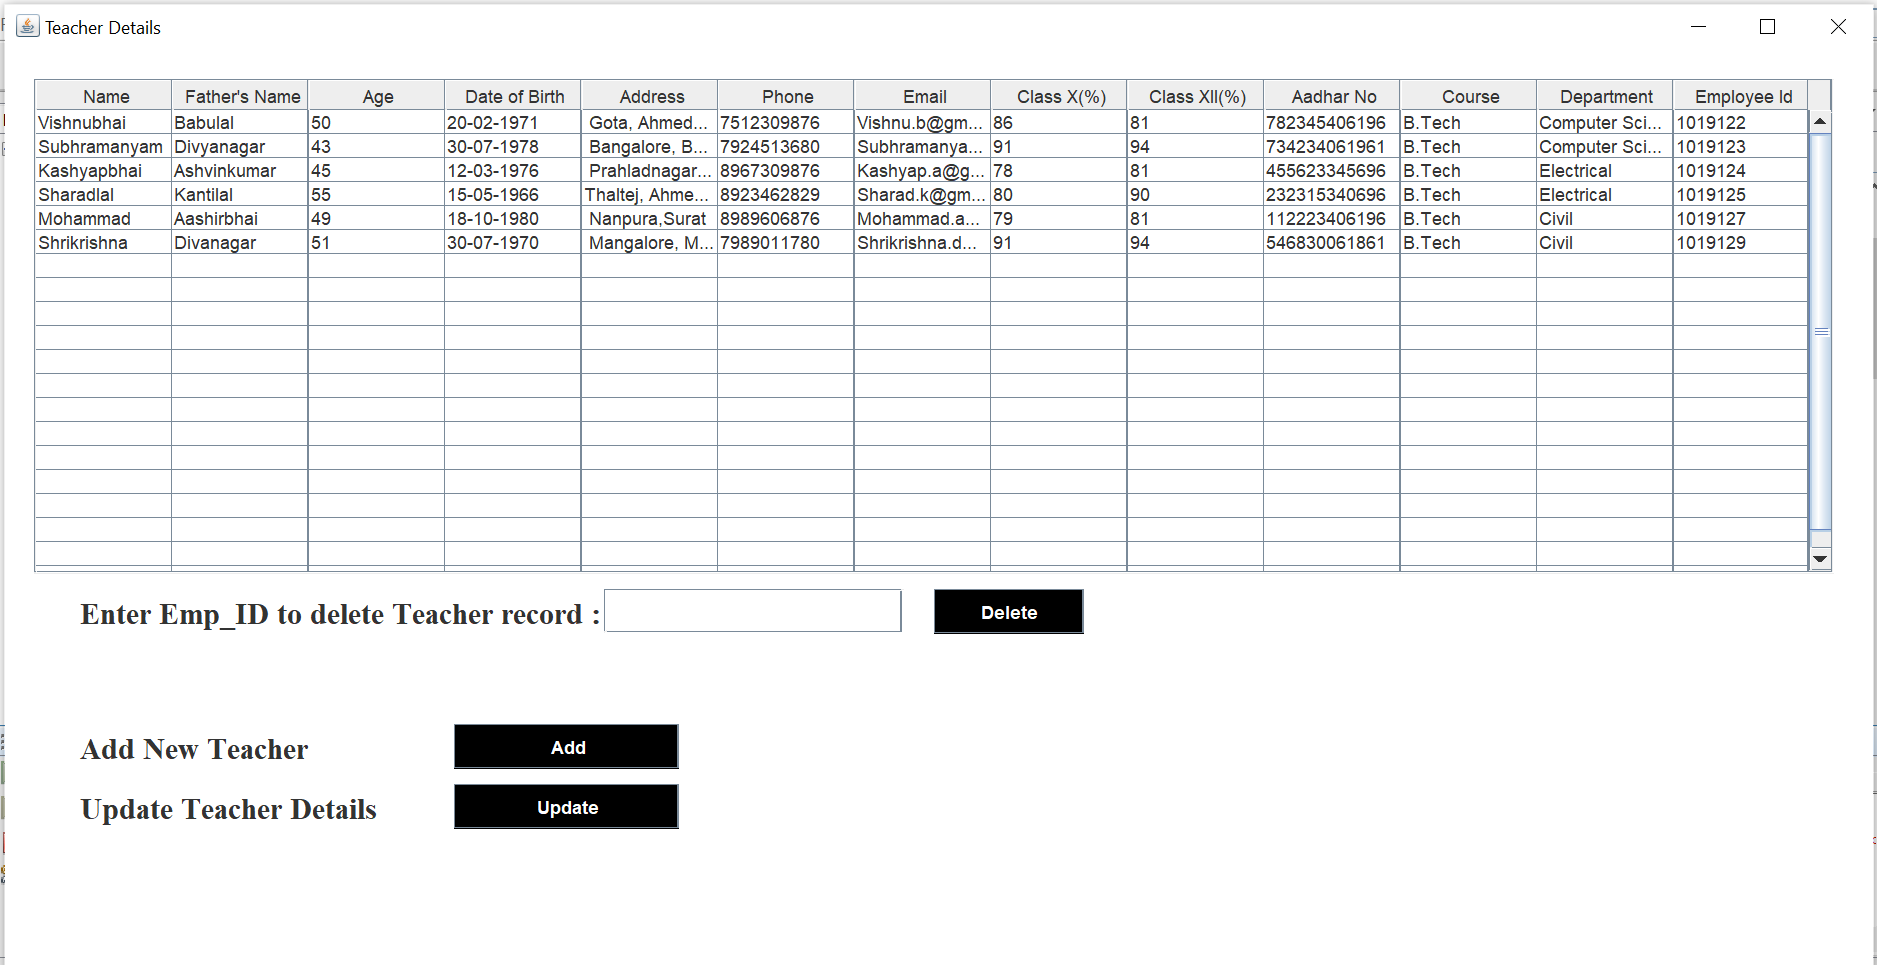 Teacher Details
Name Father's Name Age Date of Birth Address Phone Email Class X(%) Class XII(%) Aadhar No Course Department Employee Id
Vishnubhai Babulal 50 20-02-1971 Gota, Ahmed... 7512309876 Vishnu.b@gm... 86 81 782345406196 B.Tech Computer Sci... 1019122
Subhramanyam Divyanagar 43 30-07-1978 Bangalore, B... 7924513680 Subhramanya... 91 94 734234061961 B.Tech Computer Sci... 1019123
Kashyapbhai Ashvinkumar 45 12-03-1976 Prahladnagar... 8967309876 Kashyap.a@g... 78 81 455623345696 B.Tech Electrical 1019124
Sharadlal Kantilal 55 15-05-1966 Thaltej, Ahme... 8923462829 Sharad.k@gm... 80 90 232315340696 B.Tech Electrical 1019125
Mohammad Aashirbhai 49 18-10-1980 Nanpura,Surat 8989606876 Mohammad.a... 79 81 112223406196 B.Tech Civil 1019127
Shrikrishna Divanagar 51 30-07-1970 Mangalore, M... 7989011780 Shrikrishna.d... 91 94 546830061861 B.Tech Civil 1019129
Enter Emp_ID to delete Teacher record : Delete
Add New Teacher Add
Update Teacher Details Update